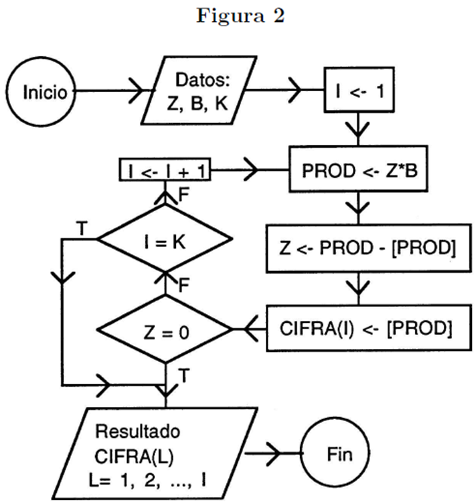 Figura 2
Inicio
Datos:
Z, B, K
I <- 1
I <- I + 1
PROD <- Z*B
F
T
I = K
Z <- PROD - [PROD]
F
Z = 0
CIFRA(I) <- [PROD]
T
Resultado
CIFRA(L)
L= 1, 2, ..., I
Fin